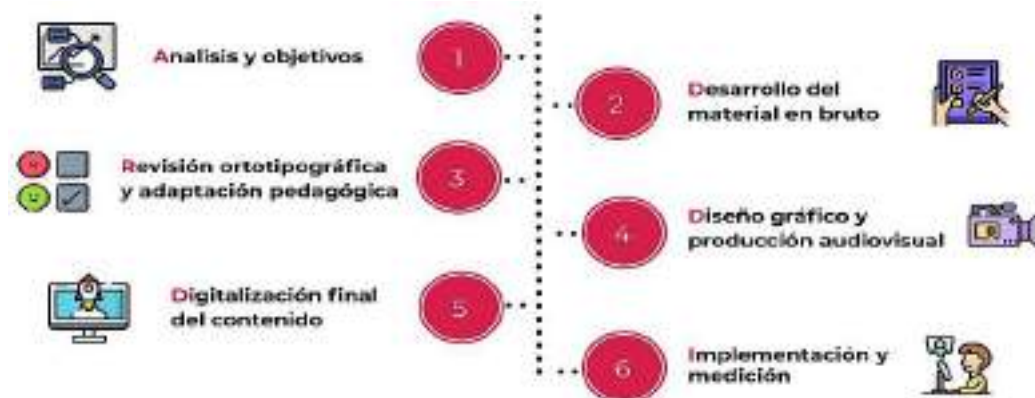 Analisis y objetivos
1
2
Desarrollo del
material en bruto
Revisión ortotipográfica
y adaptación pedagógica
3
4
Diseño gráfico y
producción audiovisual
Digitalización final
del contenido
5
6
Implementación y
medición